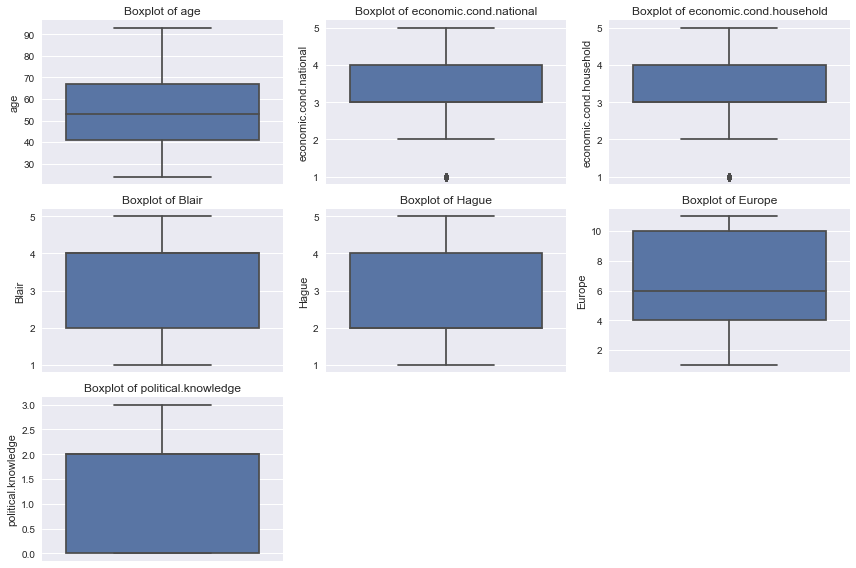 Boxplot of age
age
90
80
70
60
50
40
30
Boxplot of economic.cond.national
economic.cond.national
5
4
3
2
1
Boxplot of economic.cond.household
economic.cond.household
5
4
3
2
1
Boxplot of Blair
Blair
5
4
3
2
1
Boxplot of Hague
Hague
5
4
3
2
1
Boxplot of Europe
Europe
10
8
6
4
2
Boxplot of political.knowledge
political.knowledge
3.0
2.5
2.0
1.5
1.0
0.5
0.0